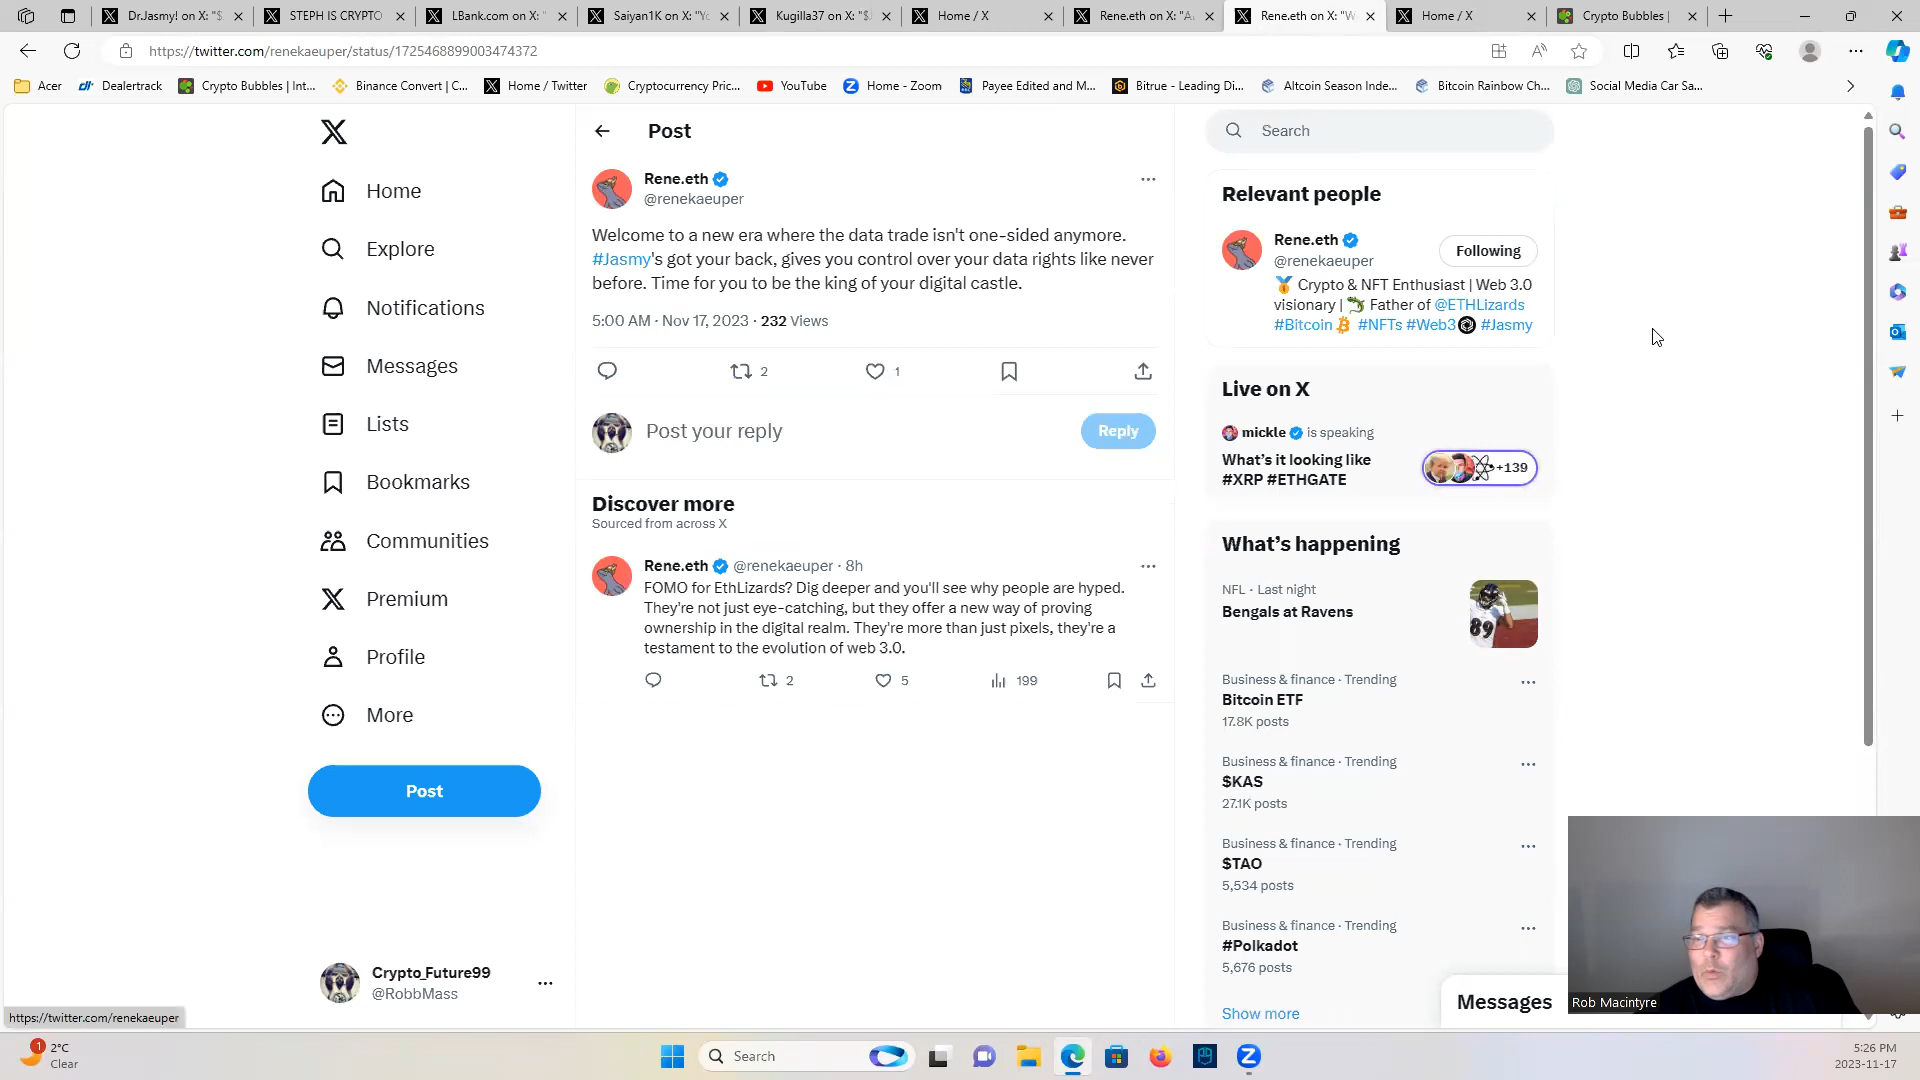 Dr.Jasmy! on X: "$
STEPH IS CRYPTO
LBank.com on X: "
Saiyan1K on X: "Yo
Kugilla37 on X: "$J
Home / X
Rene.eth on X: "A
Rene.eth on X: "W
Home / X
Crypto Bubbles |
https://twitter.com/renekaeuper/status/1725468899003474372
Acer
Dealertrack
Crypto Bubbles | Int...
Binance Convert | C...
Home / Twitter
Cryptocurrency Pric...
YouTube
Home - Zoom
Payee Edited and M...
Bitrue - Leading Di...
Altcoin Season Inde...
Bitcoin Rainbow Ch...
Social Media Car Sa...
Home
Explore
Notifications
Messages
Lists
Bookmarks
Communities
Premium
Profile
More
Post
Crypto_Future99
@RobbMass
https://twitter.com/renekaeuper
Post
Rene.eth
@renekaeuper
Welcome to a new era where the data trade isn't one-sided anymore.
#Jasmy's got your back, gives you control over your data rights like never
before. Time for you to be the king of your digital castle.
5:00 AM · Nov 17, 2023 · 232 Views
2
1
Post your reply
Reply
Discover more
Sourced from across X
Rene.eth @renekaeuper · 8h
FOMO for EthLizards? Dig deeper and you'll see why people are hyped.
They're not just eye-catching, but they offer a new way of proving
ownership in the digital realm. They're more than just pixels, they're a
testament to the evolution of web 3.0.
2
5
199
Search
Relevant people
Rene.eth
@renekaeuper
Following
Crypto & NFT Enthusiast | Web 3.0
visionary | Father of @ETHLizards
#Bitcoin #NFTs #Web3 #Jasmy
Live on X
mickle is speaking
What's it looking like
#XRP #ETHGATE
+139
What's happening
NFL · Last night
Bengals at Ravens
89
Business & finance · Trending
Bitcoin ETF
17.8K posts
Business & finance · Trending
$KAS
27.1K posts
Business & finance · Trending
$TAO
5,534 posts
Business & finance · Trending
#Polkadot
5,676 posts
Show more
Messages
Rob Macintyre
1
2°C
Clear
Search
5:26 PM
2023-11-17